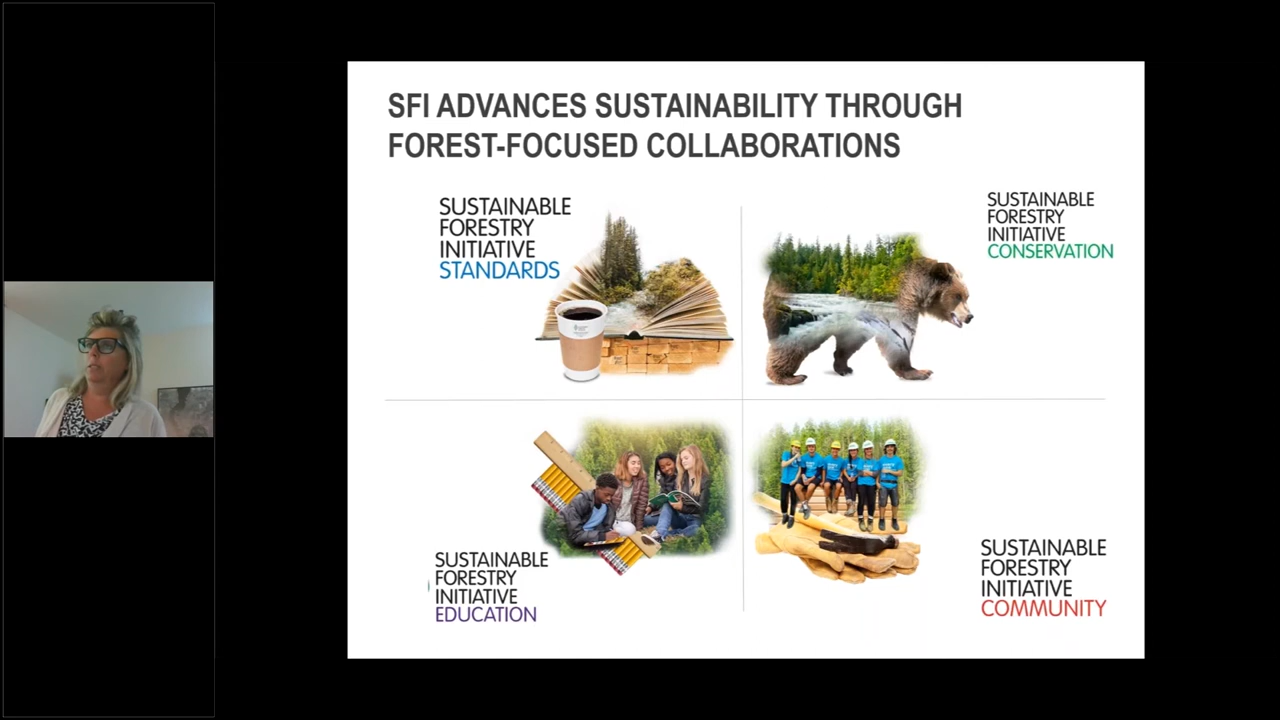 SFI ADVANCES SUSTAINABILITY THROUGH
FOREST-FOCUSED COLLABORATIONS
SUSTAINABLE
FORESTRY
INITIATIVE
STANDARDS
SUSTAINABLE
FORESTRY
INITIATIVE
CONSERVATION
SUSTAINABLE
FORESTRY
INITIATIVE
EDUCATION
SUSTAINABLE
FORESTRY
INITIATIVE
COMMUNITY